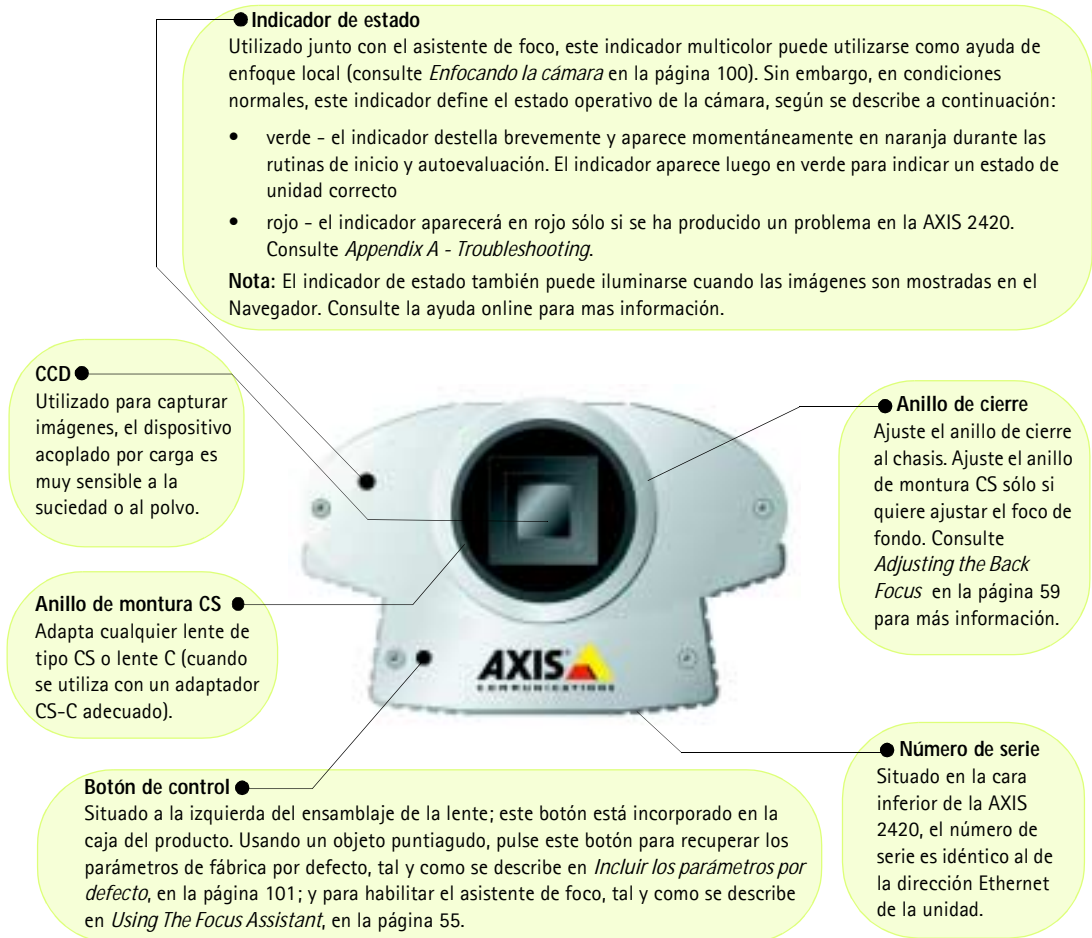 Indicador de estado
Utilizado junto con el asistente de foco, este indicador multicolor puede utilizarse como ayuda de
enfoque local (consulte Enfocando la cámara en la página 100). Sin embargo, en condiciones
normales, este indicador define el estado operativo de la cámara, según se describe a continuación:
• verde - el indicador destella brevemente y aparece momentáneamente en naranja durante las
rutinas de inicio y autoevaluación. El indicador aparece luego en verde para indicar un estado de
unidad correcto
• rojo - el indicador aparecerá en rojo sólo si se ha producido un problema en la AXIS 2420.
Consulte Appendix A - Troubleshooting.
Nota: El indicador de estado también puede iluminarse cuando las imágenes son mostradas en el
Navegador. Consulte la ayuda online para mas información.
CCD
Utilizado para capturar
imágenes, el dispositivo
acoplado por carga es
muy sensible a la
suciedad o al polvo.
Anillo de cierre
Ajuste el anillo de cierre
al chasis. Ajuste el anillo
de montura CS sólo si
quiere ajustar el foco de
fondo. Consulte
Adjusting the Back
Focus en la página 59
para más información.
Anillo de montura CS
Adapta cualquier lente de
tipo CS o lente C (cuando
se utiliza con un adaptador
CS-C adecuado).
AXIS
COMMUNICATIONS
Número de serie
Situado en la cara
inferior de la AXIS
2420, el número de
serie es idéntico al de
la dirección Ethernet
de la unidad.
Botón de control
Situado a la izquierda del ensamblaje de la lente; este botón está incorporado en la
caja del producto. Usando un objeto puntiagudo, pulse este botón para recuperar los
parámetros de fábrica por defecto, tal y como se describe en Incluir los parámetros por
defecto, en la página 101; y para habilitar el asistente de foco, tal y como se describe
en Using The Focus Assistant, en la página 55.